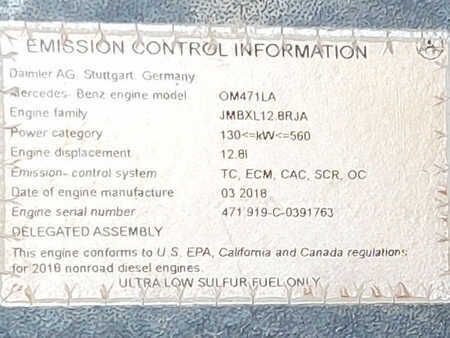 EMISSION CONTROL INFORMATION
Daimler AG, Stuttgart, Germany
Mercedes-Benz engine model OM471LA
Engine family JMBXL12.8RJA
Power category 130<=kW<=560
Engine displacement 12.8l
Emission-control system TC, ECM, CAC, SCR, OC
Date of engine manufacture 03.2018
Engine serial number 471.919-C-0391763
DELEGATED ASSEMBLY
This engine conforms to U.S. EPA, California and Canada regulations
for 2018 nonroad diesel engines.
ULTRA LOW SULFUR FUEL ONLY